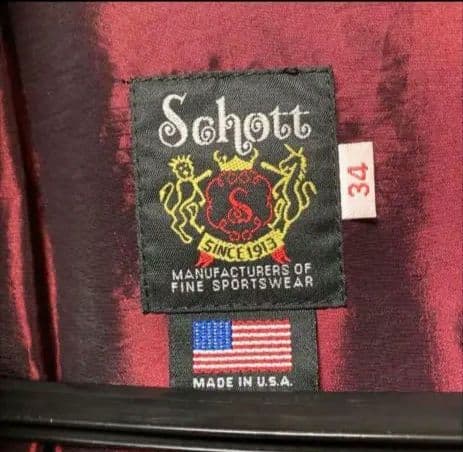 Schott
34
S
SINCE 1913
MANUFACTURERS OF
FINE SPORTSWEAR
MADE IN U.S.A.